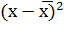 (x − x̅)²